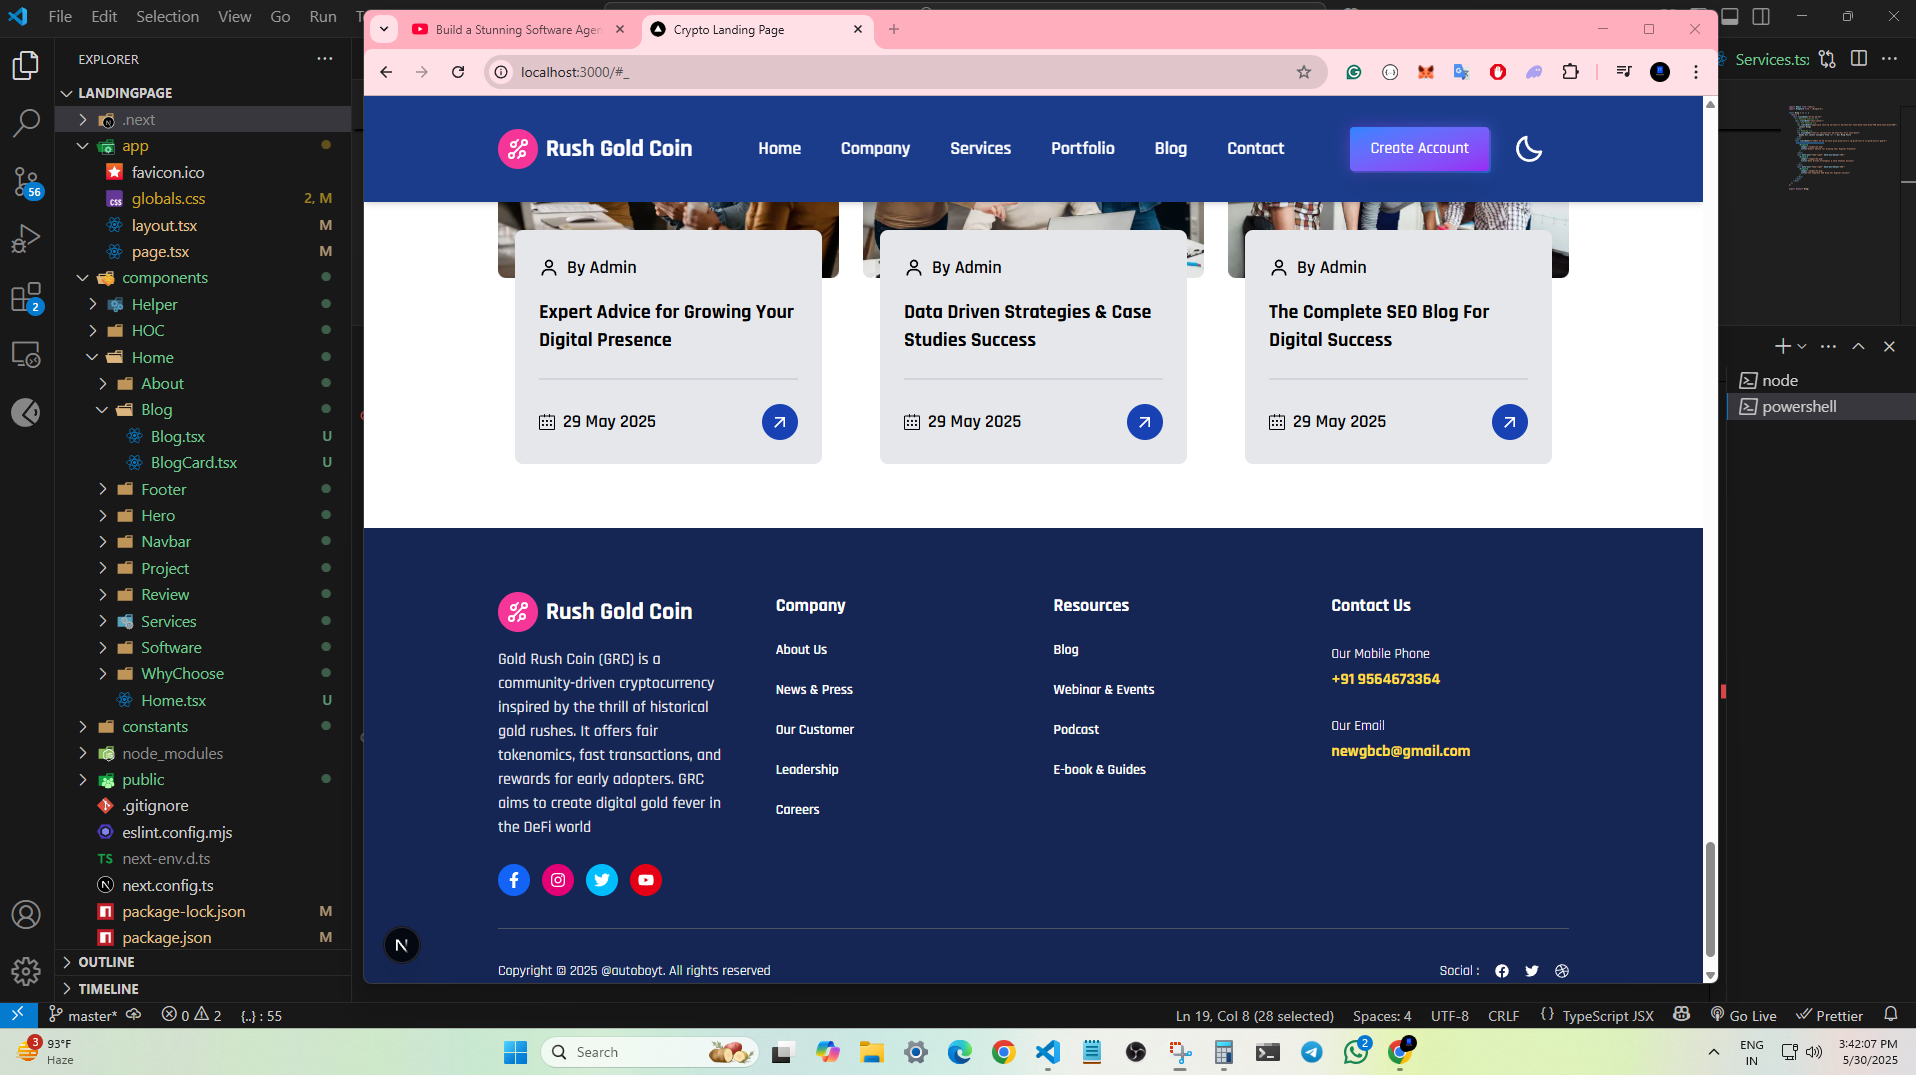 File Edit Selection View Go Run
Build a Stunning Software Agen
Crypto Landing Page
EXPLORER
localhost:3000/#_
Services.tsx
LANDINGPAGE
.next
app
favicon.ico
globals.css 2, M
layout.tsx M
page.tsx M
components
Helper
HOC
Home
About
Blog
Blog.tsx U
BlogCard.tsx U
Footer
Hero
Navbar
Project
Review
Services
Software
WhyChoose
Home.tsx U
constants
node_modules
public
.gitignore
eslint.config.mjs
TS next-env.d.ts
next.config.ts
package-lock.json M
package.json M
OUTLINE
TIMELINE
56
2
Rush Gold Coin
Home Company Services Portfolio Blog Contact
Create Account
By Admin
Expert Advice for Growing Your
Digital Presence
29 May 2025
By Admin
Data Driven Strategies & Case
Studies Success
29 May 2025
By Admin
The Complete SEO Blog For
Digital Success
29 May 2025
Rush Gold Coin
Gold Rush Coin (GRC) is a
community-driven cryptocurrency
inspired by the thrill of historical
gold rushes. It offers fair
tokenomics, fast transactions, and
rewards for early adopters. GRC
aims to create digital gold fever in
the DeFi world
Company
About Us
News & Press
Our Customer
Leadership
Careers
Resources
Blog
Webinar & Events
Podcast
E-book & Guides
Contact Us
Our Mobile Phone
+91 9564673364
Our Email
newgbcb@gmail.com
N
Copyright © 2025 @autoboyt. All rights reserved
Social :
node
powershell
master* 0 2 {..} : 55
Ln 19, Col 8 (28 selected) Spaces: 4 UTF-8 CRLF {} TypeScript JSX Go Live Prettier
3
93°F
Haze
Search
2
ENG
IN
3:42:07 PM
5/30/2025